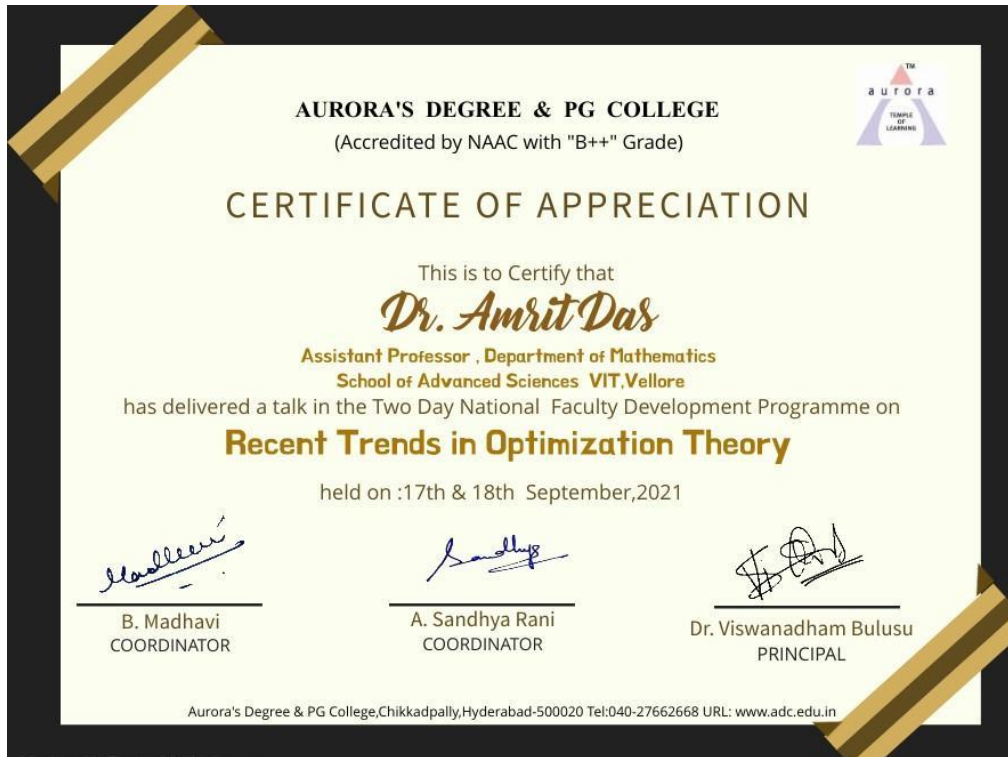 TM
aurora
TEMPLE
OF
LEARNING
AURORA'S DEGREE & PG COLLEGE
(Accredited by NAAC with "B++" Grade)
CERTIFICATE OF APPRECIATION
This is to Certify that
Dr. Amrit Das
Assistant Professor , Department of Mathematics
School of Advanced Sciences VIT,Vellore
has delivered a talk in the Two Day National Faculty Development Programme on
Recent Trends in Optimization Theory
held on :17th & 18th September,2021
B. Madhavi
COORDINATOR
A. Sandhya Rani
COORDINATOR
Dr. Viswanadham Bulusu
PRINCIPAL
Aurora's Degree & PG College,Chikkadpally,Hyderabad-500020 Tel:040-27662668 URL: www.adc.edu.in